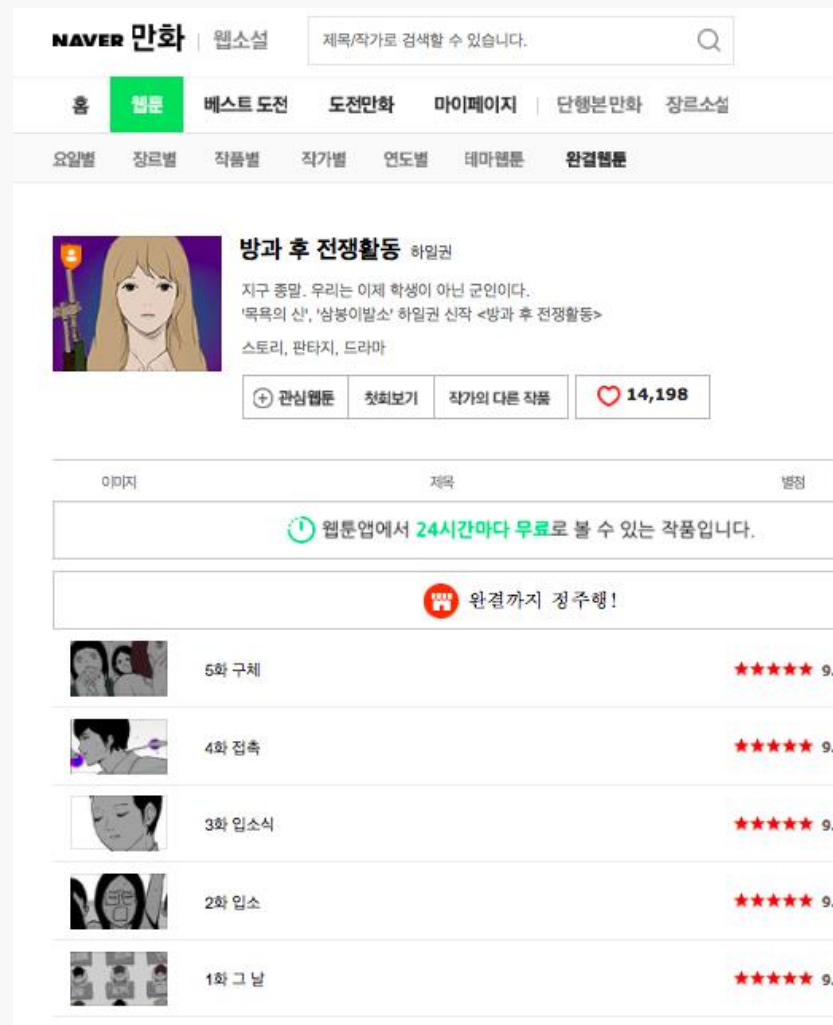 NAVER 만화 | 웹소설 제목/작가로 검색할 수 있습니다.
홈 웹툰 베스트 도전 도전만화 마이페이지 | 단행본만화 장르소설
요일별 장르별 작품별 작가별 연도별 테마웹툰 완결웹툰
방과 후 전쟁활동 하일권
지구 종말. 우리는 이제 학생이 아닌 군인이다.
'목욕의 신', '삼봉이발소' 하일권 신작 <방과 후 전쟁활동>
스토리, 판타지, 드라마
관심웹툰 첫회보기 작가의 다른 작품 14,198
이미지 제목 별점
웹툰앱에서 24시간마다 무료로 볼 수 있는 작품입니다.
완결까지 정주행!
5화 구체 ★★★★★ 9.
4화 접촉 ★★★★★ 9.
3화 입소식 ★★★★★ 9.
2화 입소 ★★★★★ 9.
1화 그 날 ★★★★★ 9.